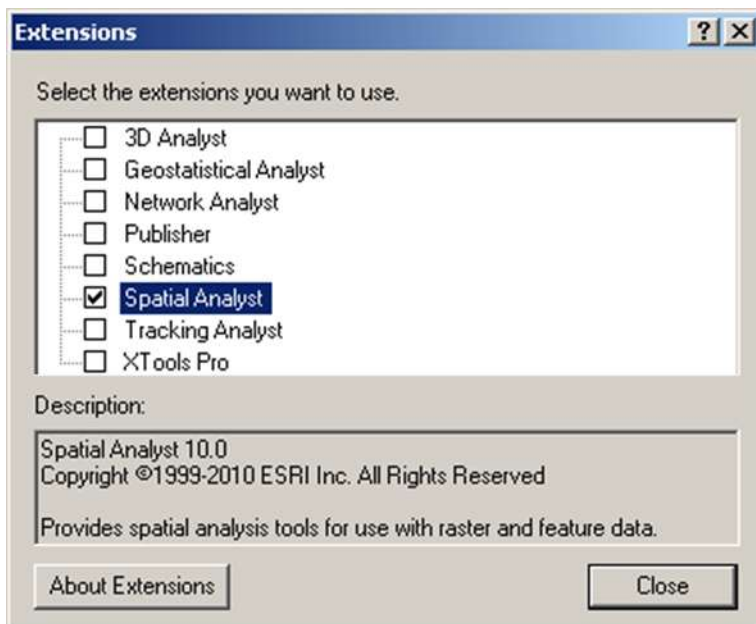 Extensions
Select the extensions you want to use.
3D Analyst
Geostatistical Analyst
Network Analyst
Publisher
Schematics
Spatial Analyst
Tracking Analyst
XTools Pro
Description:
Spatial Analyst 10.0
Copyright ©1999-2010 ESRI Inc. All Rights Reserved
Provides spatial analysis tools for use with raster and feature data.
About Extensions
Close